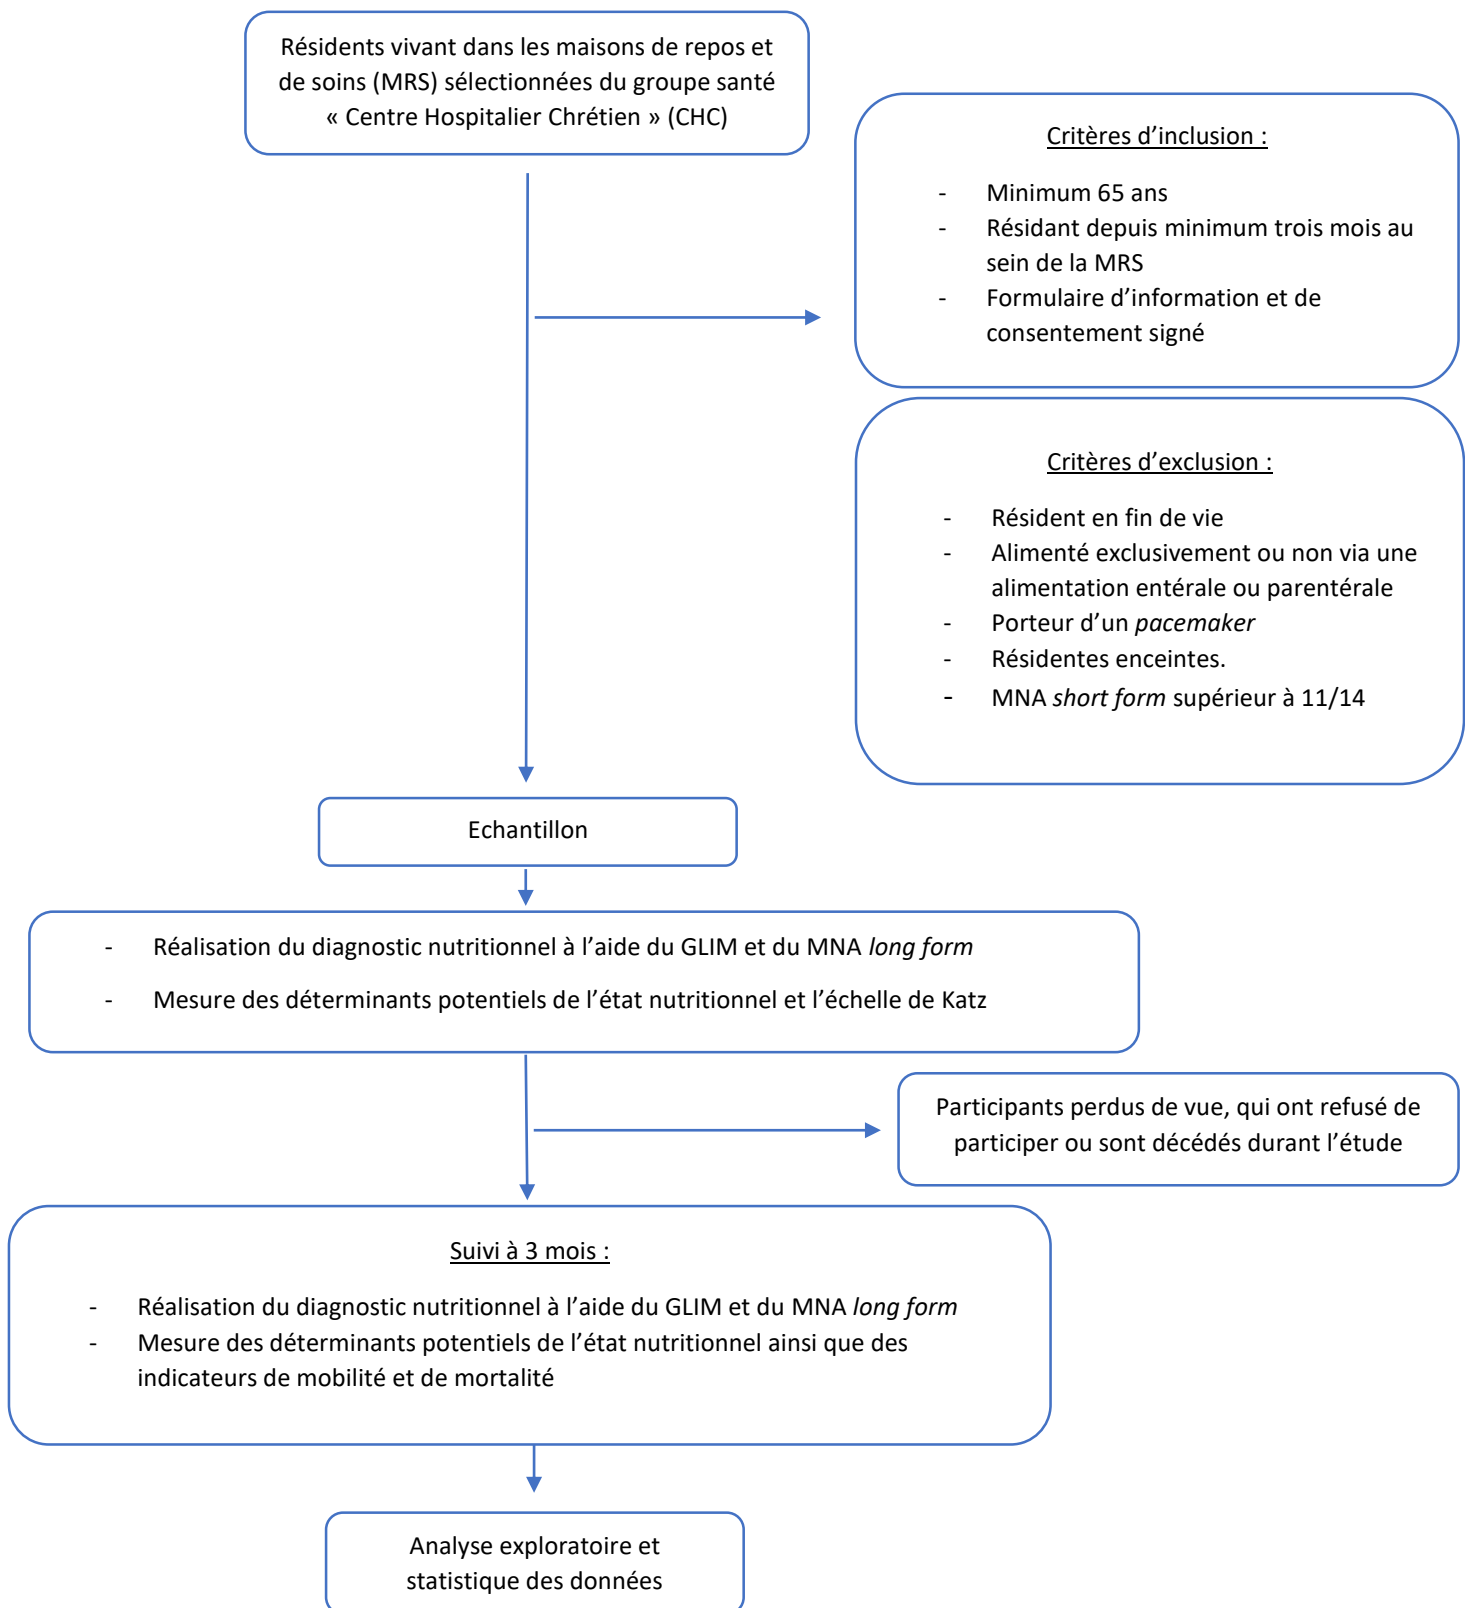 Résidents vivant dans les maisons de repos et
de soins (MRS) sélectionnées du groupe santé
« Centre Hospitalier Chrétien » (CHC)
Critères d’inclusion :
- Minimum 65 ans
- Résidant depuis minimum trois mois au
sein de la MRS
- Formulaire d’information et de
consentement signé
Critères d’exclusion :
- Résident en fin de vie
- Alimenté exclusivement ou non via une
alimentation entérale ou parentérale
- Porteur d’un pacemaker
- Résidentes enceintes.
- MNA short form supérieur à 11/14
Echantillon
- Réalisation du diagnostic nutritionnel à l’aide du GLIM et du MNA long form
- Mesure des déterminants potentiels de l’état nutritionnel et l’échelle de Katz
Participants perdus de vue, qui ont refusé de
participer ou sont décédés durant l’étude
Suivi à 3 mois :
- Réalisation du diagnostic nutritionnel à l’aide du GLIM et du MNA long form
- Mesure des déterminants potentiels de l’état nutritionnel ainsi que des
indicateurs de mobilité et de mortalité
Analyse exploratoire et
statistique des données